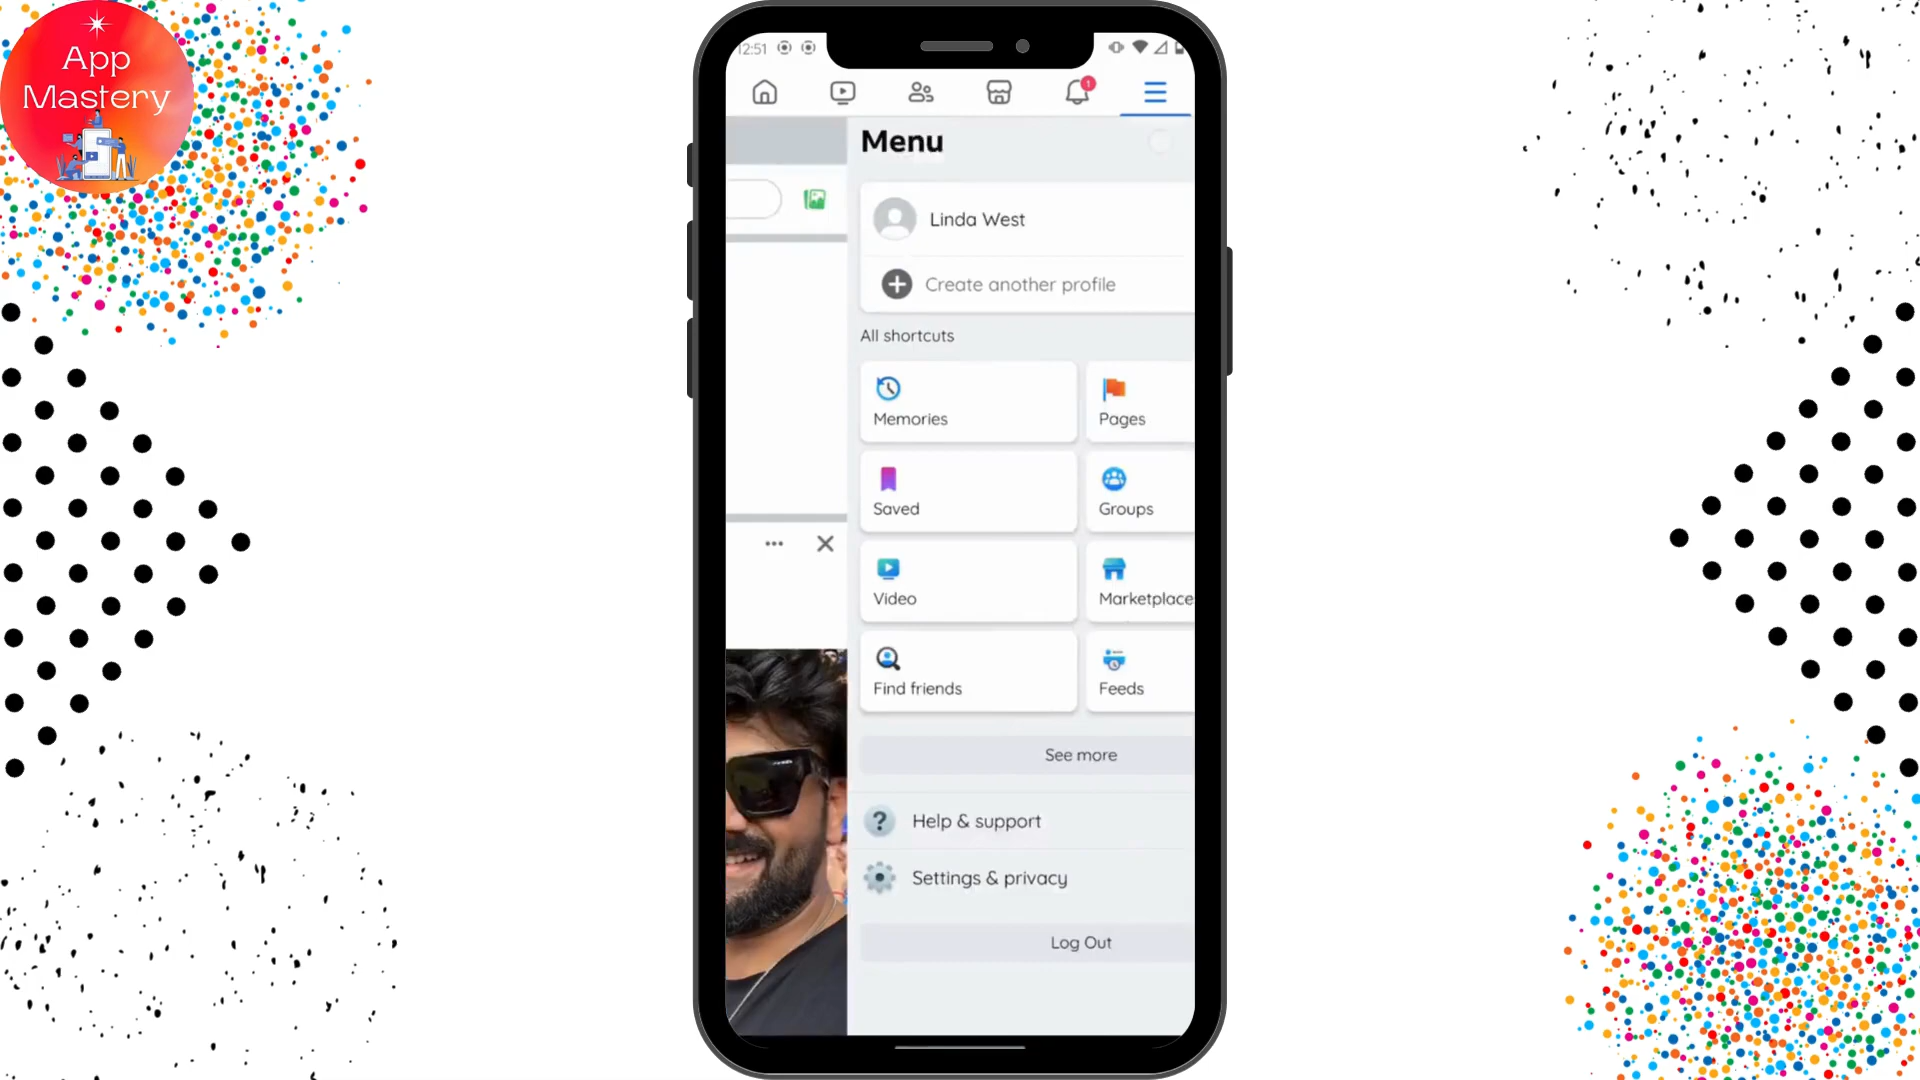 App
Mastery
12:51
1
Menu
Linda West
Create another profile
All shortcuts
Memories
Pages
Saved
Groups
Video
Marketplace
Find friends
Feeds
See more
Help & support
Settings & privacy
Log Out